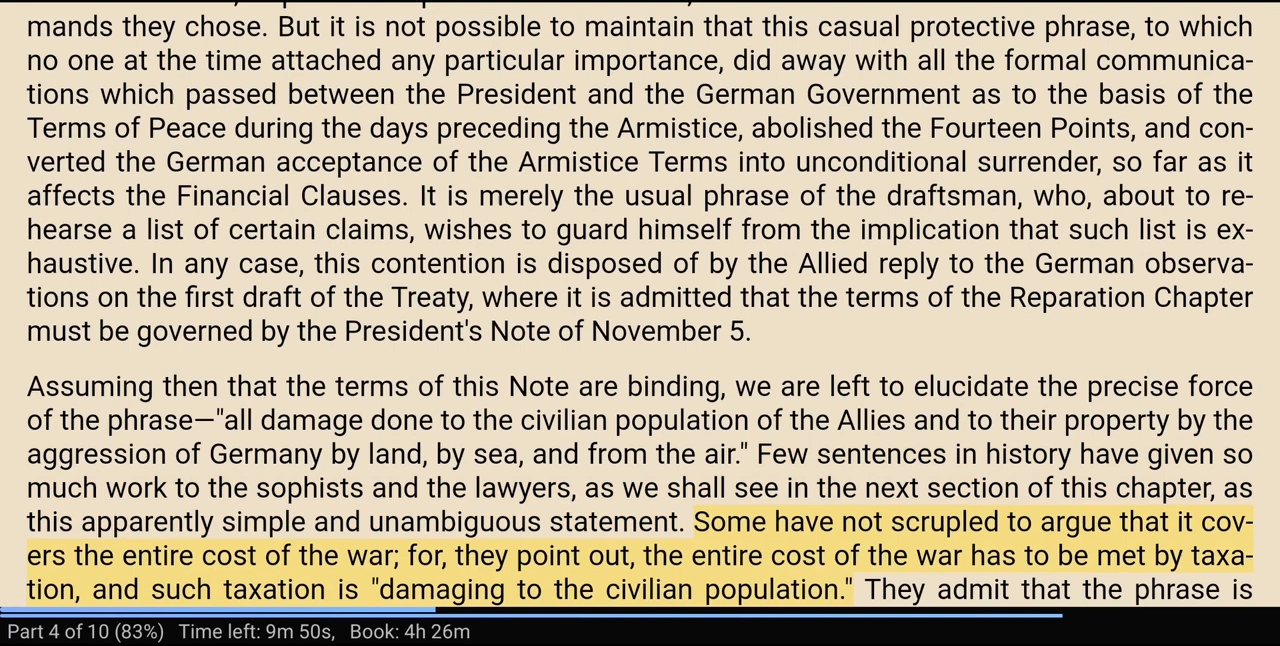 mands they chose. But it is not possible to maintain that this casual protective phrase, to which
no one at the time attached any particular importance, did away with all the formal communica-
tions which passed between the President and the German Government as to the basis of the
Terms of Peace during the days preceding the Armistice, abolished the Fourteen Points, and con-
verted the German acceptance of the Armistice Terms into unconditional surrender, so far as it
affects the Financial Clauses. It is merely the usual phrase of the draftsman, who, about to re-
hearse a list of certain claims, wishes to guard himself from the implication that such list is ex-
haustive. In any case, this contention is disposed of by the Allied reply to the German observa-
tions on the first draft of the Treaty, where it is admitted that the terms of the Reparation Chapter
must be governed by the President's Note of November 5.
Assuming then that the terms of this Note are binding, we are left to elucidate the precise force
of the phrase—"all damage done to the civilian population of the Allies and to their property by the
aggression of Germany by land, by sea, and from the air." Few sentences in history have given so
much work to the sophists and the lawyers, as we shall see in the next section of this chapter, as
this apparently simple and unambiguous statement. Some have not scrupled to argue that it cov-
ers the entire cost of the war; for, they point out, the entire cost of the war has to be met by taxa-
tion, and such taxation is "damaging to the civilian population." They admit that the phrase is
Part 4 of 10 (83%) Time left: 9m 50s, Book: 4h 26m